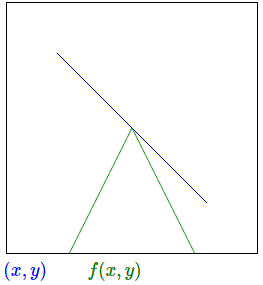 (x, y) f(x, y)